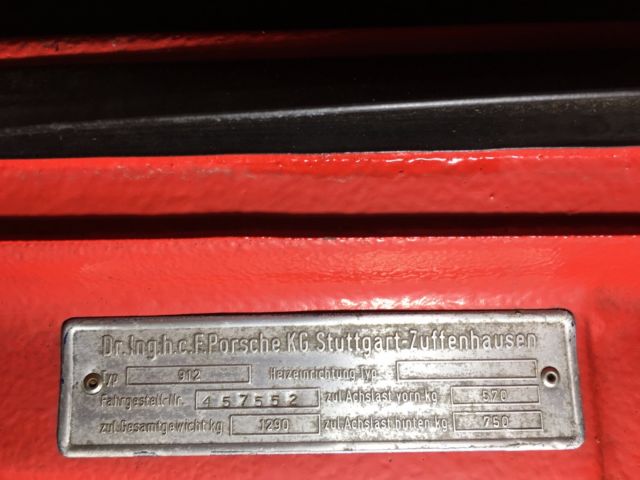 Dr.Ing.h.c.F.Porsche KG Stuttgart-Zuffenhausen
Typ 912 Heizeinrichtung Typ
Fahrgestell-Nr. 457552 zul.Achslast vorn kg 570
zul.Gesamtgewicht kg 1290 zul.Achslast hinten kg 750